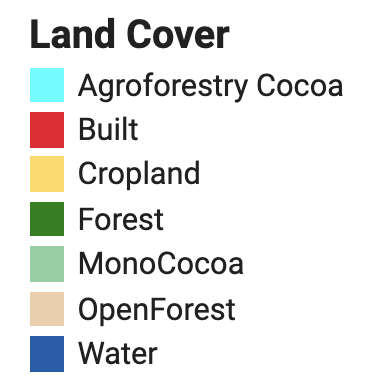 Land Cover
Agroforestry Cocoa
Built
Cropland
Forest
MonoCocoa
OpenForest
Water